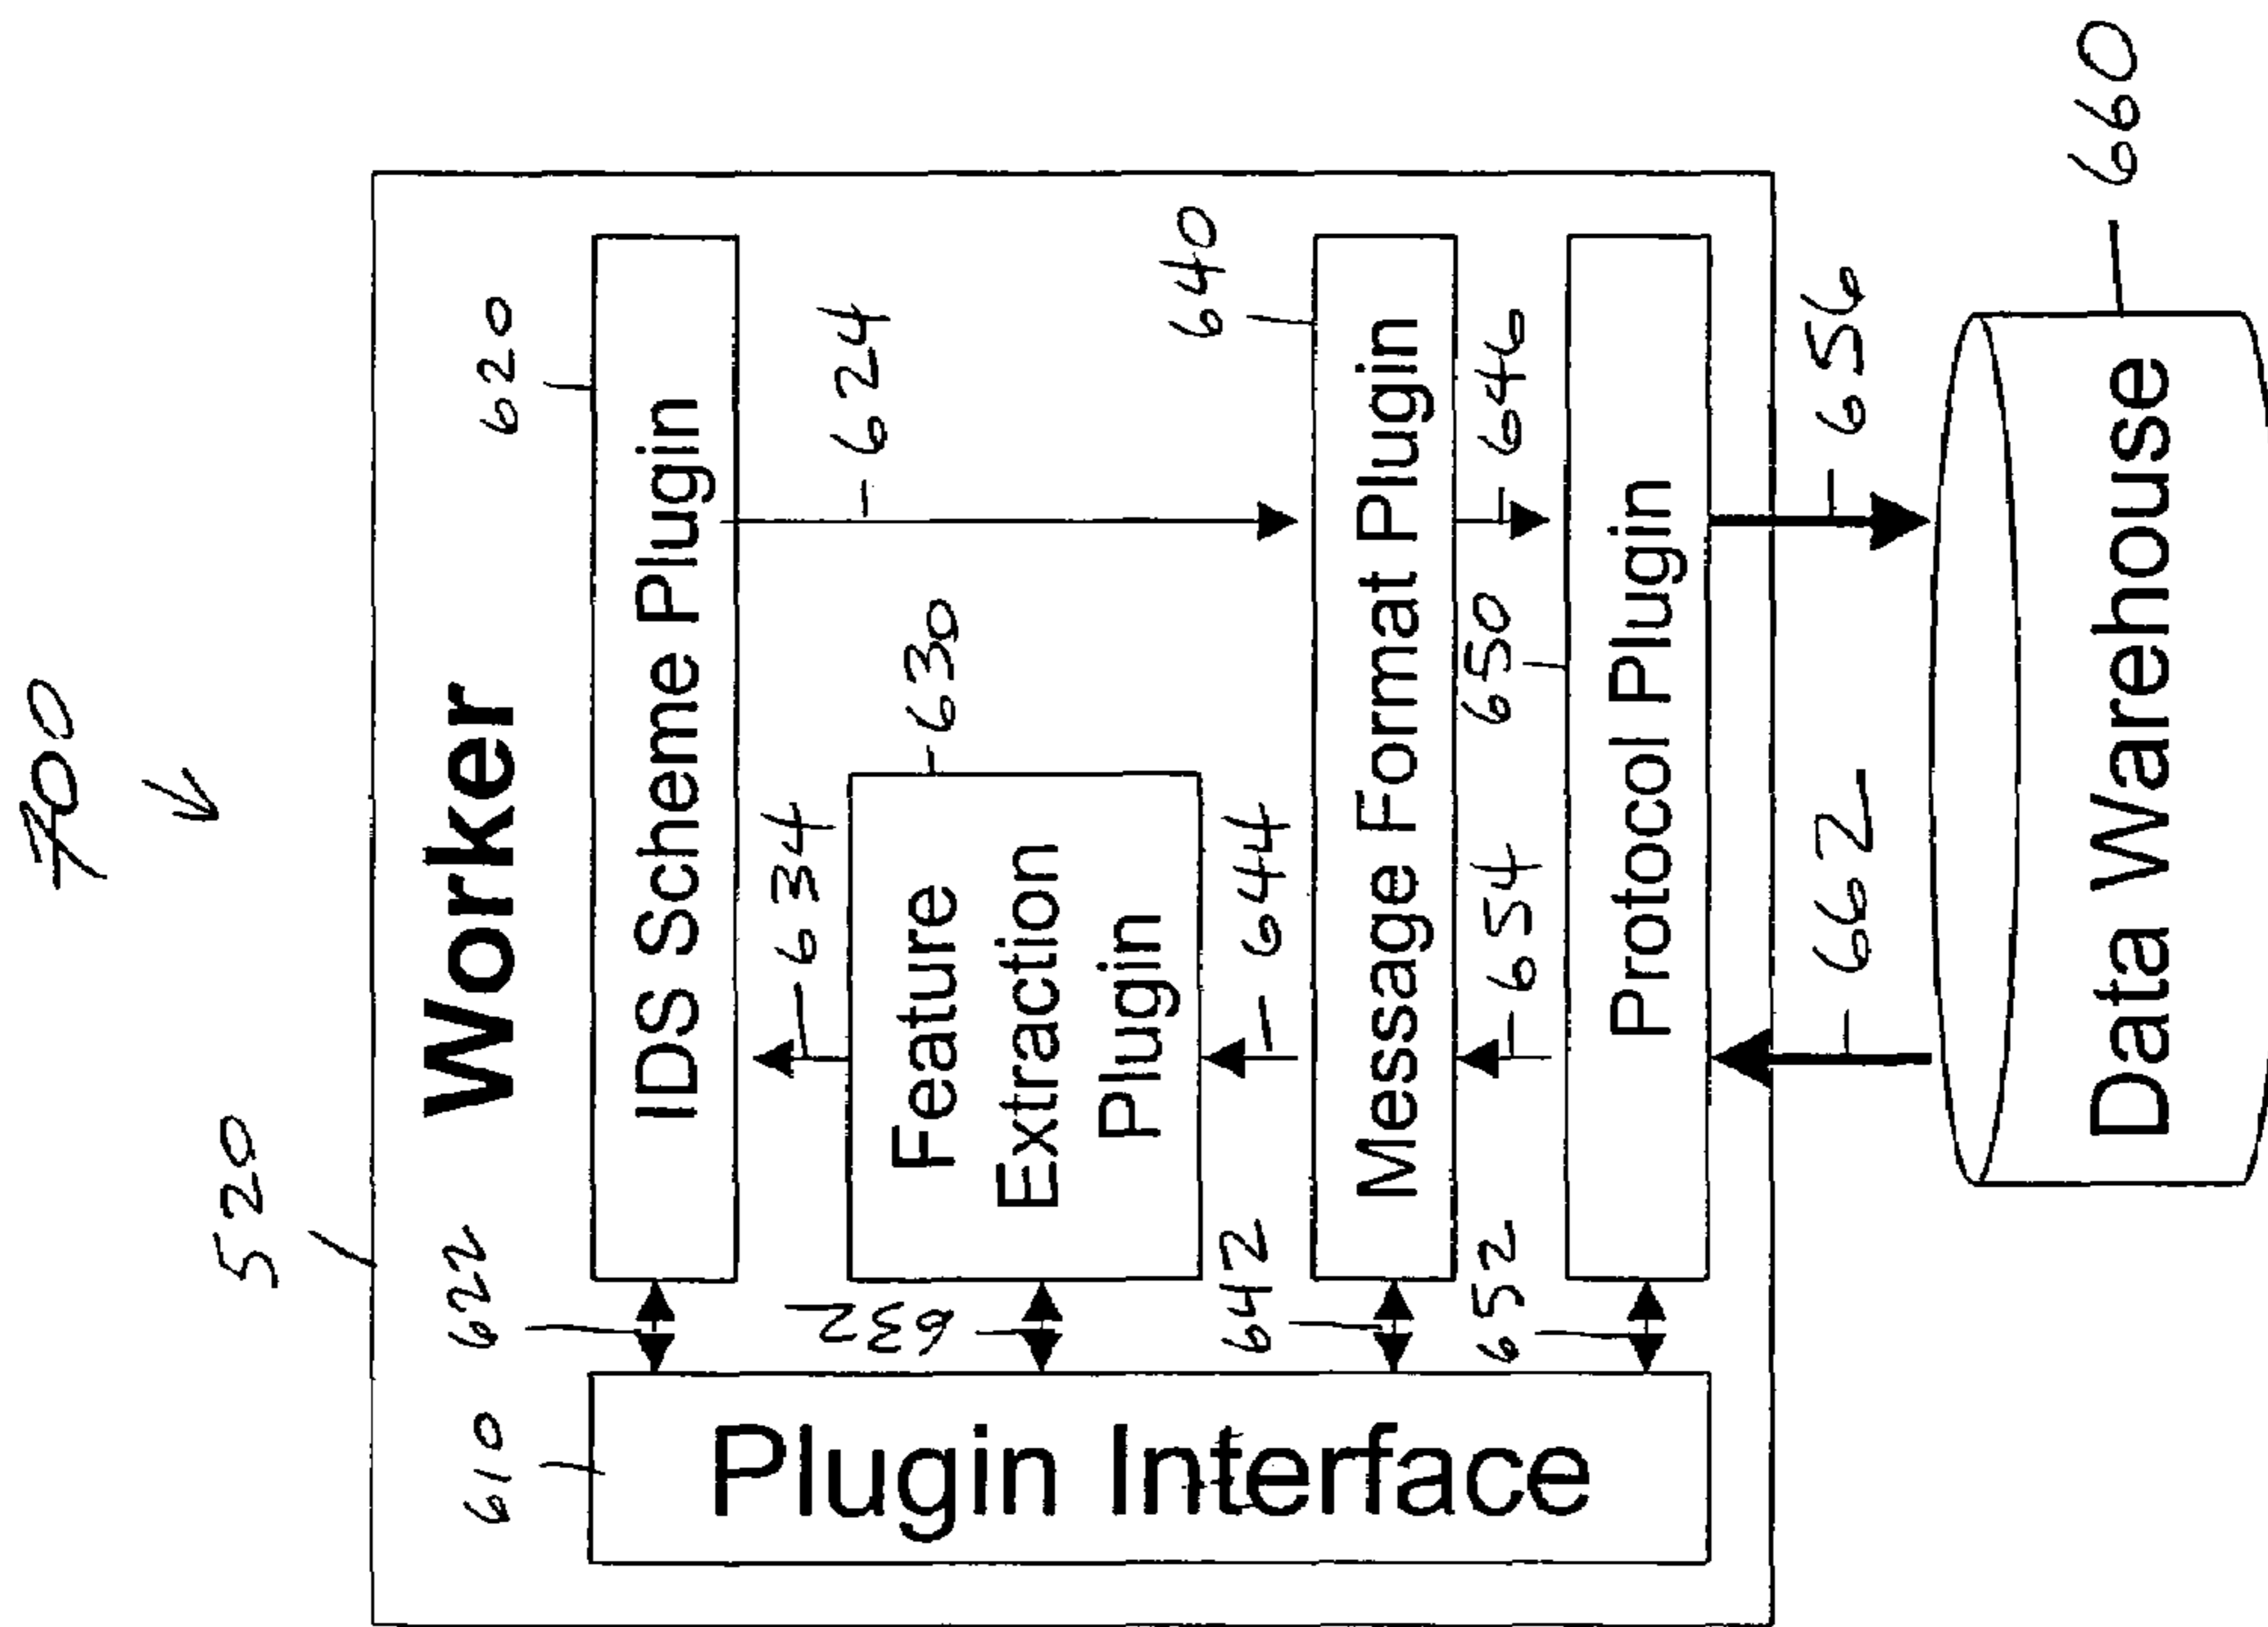 700
520
Worker
610
622
620
Plugin Interface
IDS Scheme Plugin
632
634
624
Feature
Extraction
Plugin
630
642
644
640
Message Format Plugin
652
654
650
646
Protocol Plugin
662
656
Data Warehouse
660